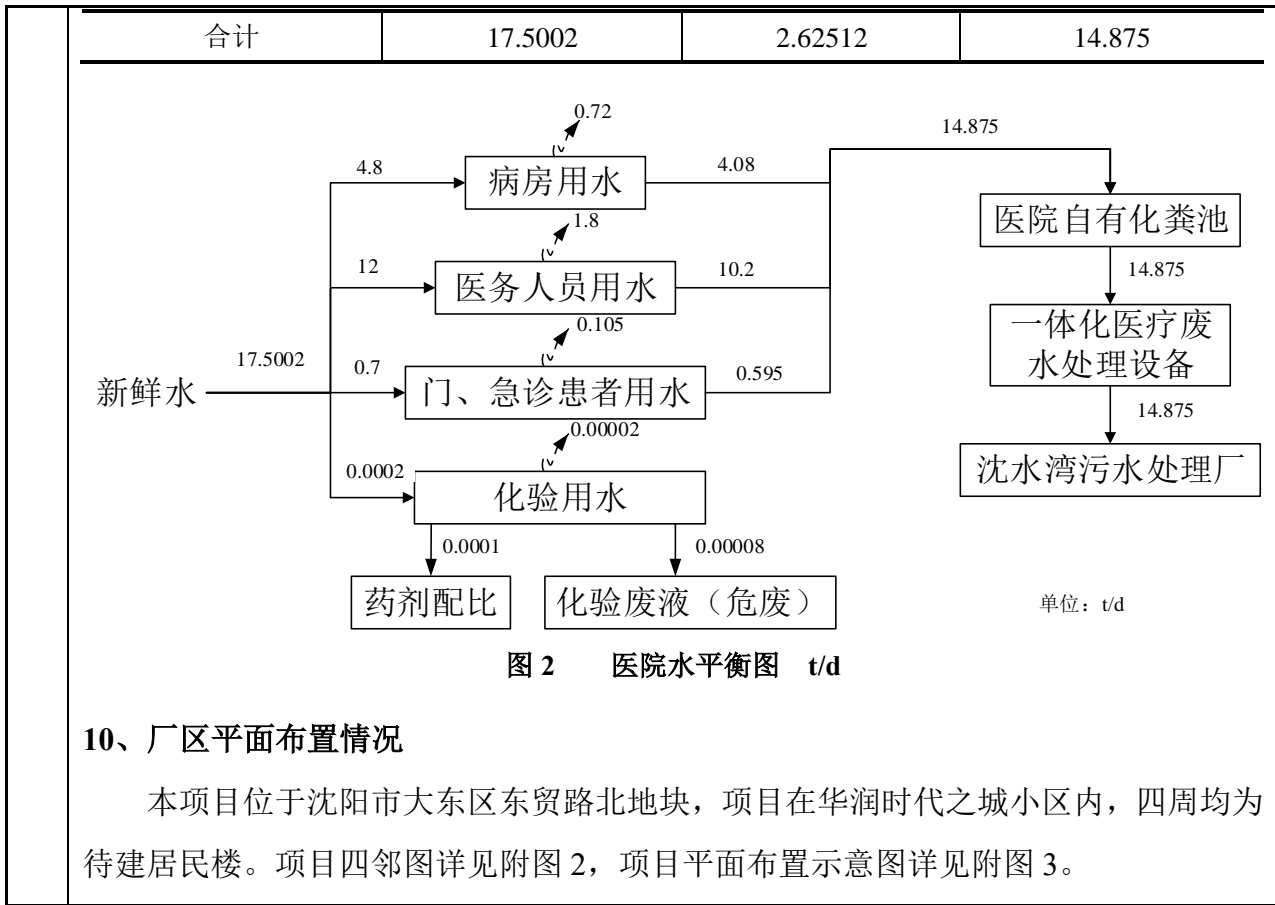 合计 17.5002 2.62512 14.875
0.72
14.875
4.8
病房用水
4.08
医院自有化粪池
1.8
14.875
12
医务人员用水
10.2
一体化医疗废
水处理设备
0.105
17.5002
0.7
新鲜水
门、急诊患者用水
0.595
14.875
0.00002
沈水湾污水处理厂
0.0002
化验用水
0.0001
0.00008
药剂配比
化验废液（危废）
单位：t/d
图 2 医院水平衡图 t/d
10、厂区平面布置情况
本项目位于沈阳市大东区东贸路北地块，项目在华润时代之城小区内，四周均为
待建居民楼。项目四邻图详见附图 2，项目平面布置示意图详见附图 3。